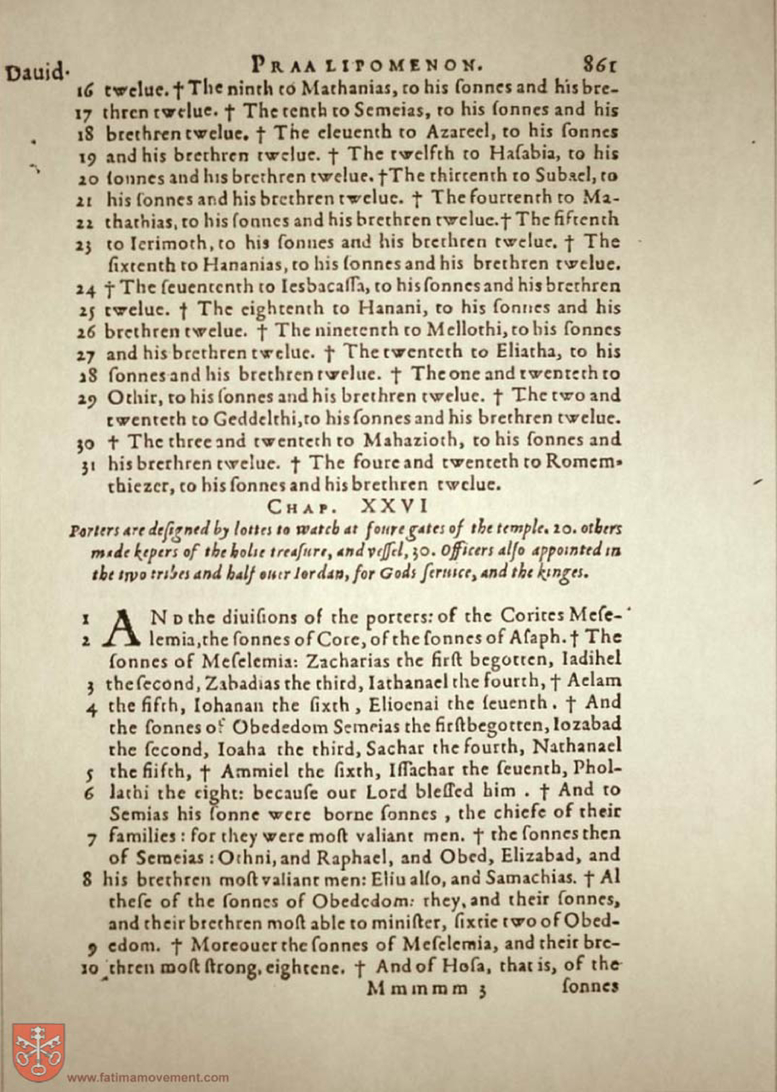 Dauid·
PRAALIPOMENON. 861
16 twelue. † The ninth to Mathanias, to his ſonnes and his bre-
17 thren twelue. † The tenth to Semeias, to his ſonnes and his
18 brethren twelue. † The eleuenth to Azareel, to his ſonnes
19 and his brethren twelue. † The twelfth to Haſabia, to his
20 ſonnes and his brethren twelue. †The thirtenth to Subael, to
21 his ſonnes and his brethren twelue. † The fourtenth to Ma-
22 thathias, to his ſonnes and his brethren twelue.† The fiftenth
23 to Ierimoth, to his ſonnes and his brethren twelue. † The
ſixtenth to Hananias, to his ſonnes and his brethren twelue.
24 † The ſeuententh to Iesbacaſſa, to his ſonnes and his brethren
25 twelue. † The eightenth to Hanani, to his ſonnes and his
26 brethren twelue. † The ninetenth to Mellothi, to his ſonnes
27 and his brethren twelue. † The twenteth to Eliatha, to his
28 ſonnes and his brethren twelue. † The one and twenteth to
29 Othir, to his ſonnes and his brethren twelue. † The two and
twenteth to Geddelthi, to his ſonnes and his brethren twelue.
30 † The three and twenteth to Mahazioth, to his ſonnes and
31 his brethren twelue. † The foure and twenteth to Romem-
thiezer, to his ſonnes and his brethren twelue.
CHAP. XXVI
Porters are deſigned by lottes to watch at foure gates of the temple. 20. others
made kepers of the holie treaſure, and veſſel, 30. Officers alſo appointed in
the two tribes and half ouer Iordan, for Gods ſeruice, and the kinges.
1 AND the diuiſions of the porters: of the Corites Meſe-
2 lemia, the ſonnes of Core, of the ſonnes of Aſaph. † The
ſonnes of Meſelemia: Zacharias the firſt begotten, Iadihel
3 the ſecond, Zabadias the third, Iathanael the fourth, † Aelam
4 the fifth, Iohanan the ſixth, Elioenai the ſeuenth. † And
the ſonnes of Obededom Semeias the firſtbegotten, Iozabad
the ſecond, Ioaha the third, Sachar the fourth, Nathanael
5 the fiifth, † Ammiel the ſixth, Iſſachar the ſeuenth, Phol-
6 lathi the eight: becauſe our Lord bleſſed him. † And to
Semias his ſonne were borne ſonnes, the chiefe of their
7 families: for they were moſt valiant men. † the ſonnes then
of Semeias: Othni, and Raphael, and Obed, Elizabad, and
8 his brethren moſt valiant men: Eliu alſo, and Samachias. † Al
theſe of the ſonnes of Obededom: they, and their ſonnes,
and their brethren moſt able to miniſter, ſixtie two of Obed-
9 edom. † Moreouer the ſonnes of Meſelemia, and their bre-
10 thren moſt ſtrong, eightene. † And of Hoſa, that is, of the
Mmmmm 3 ſonnes
www.fatimamovement.com